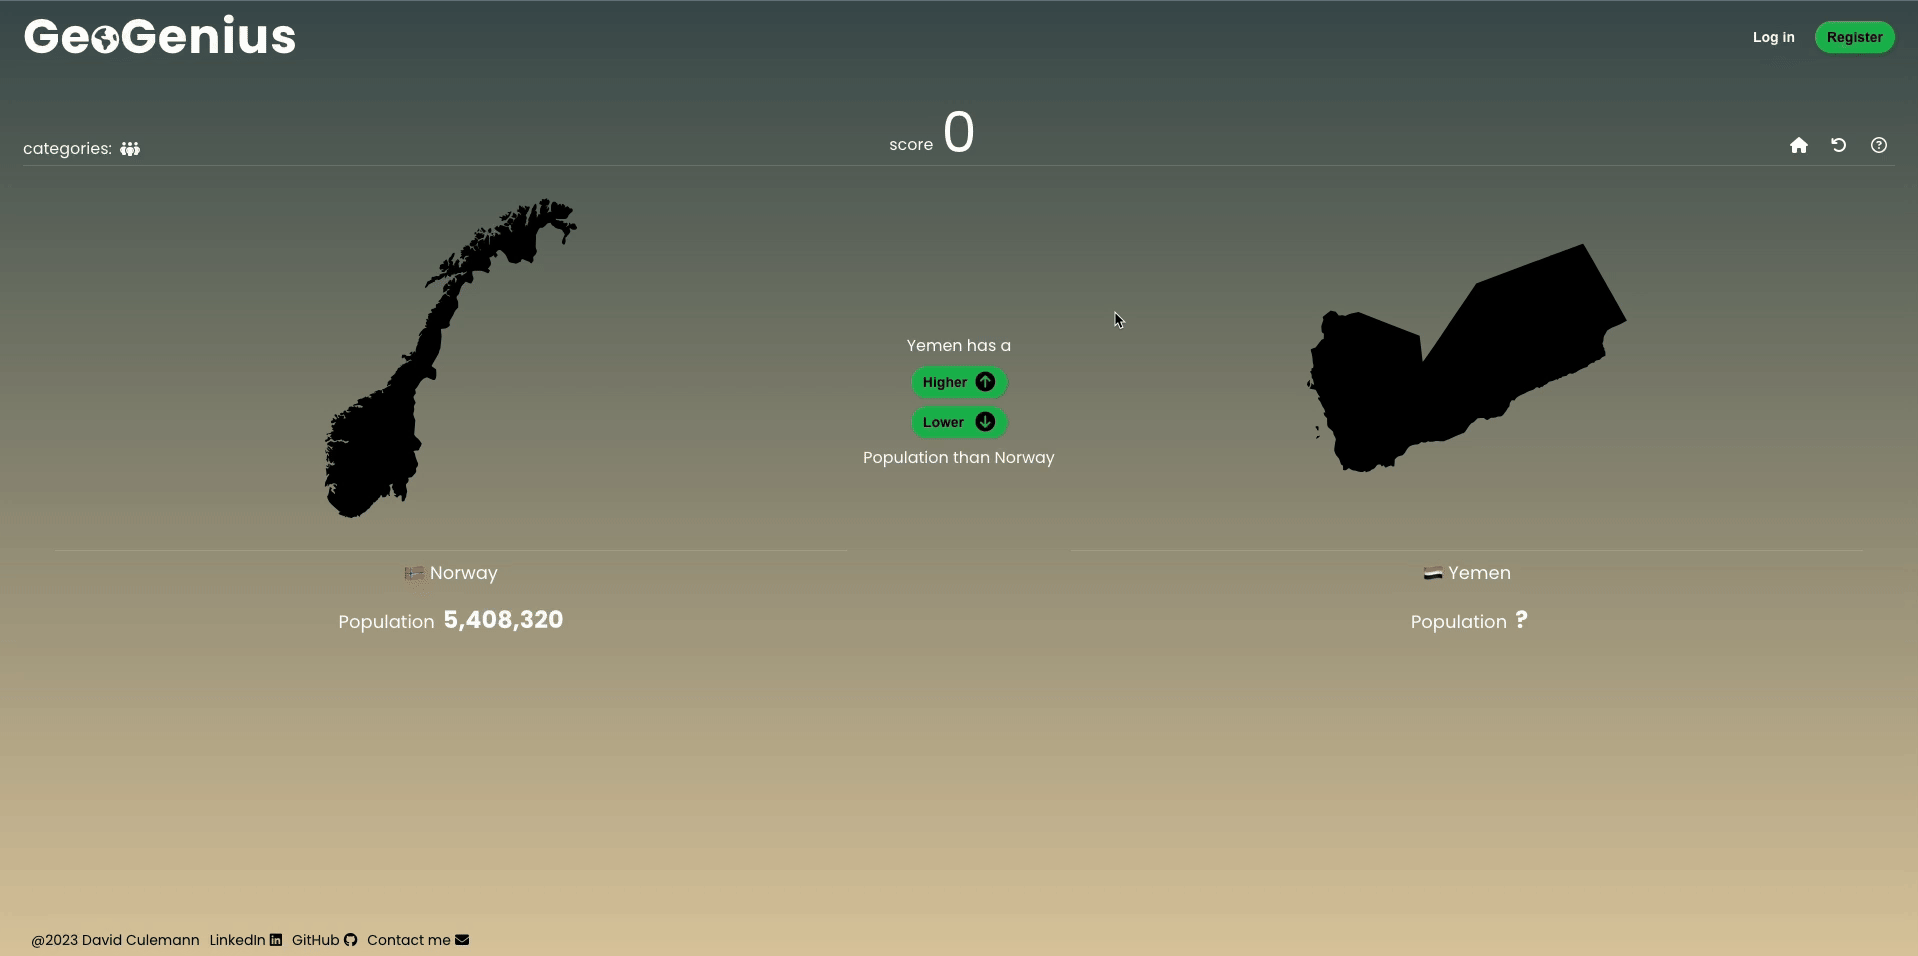 GeoGenius
Log in
Register
categories:
score 0
Yemen has a
Higher
Lower
Population than Norway
Norway
Population 5,408,320
Yemen
Population ?
@2023 David Culemann LinkedIn GitHub Contact me